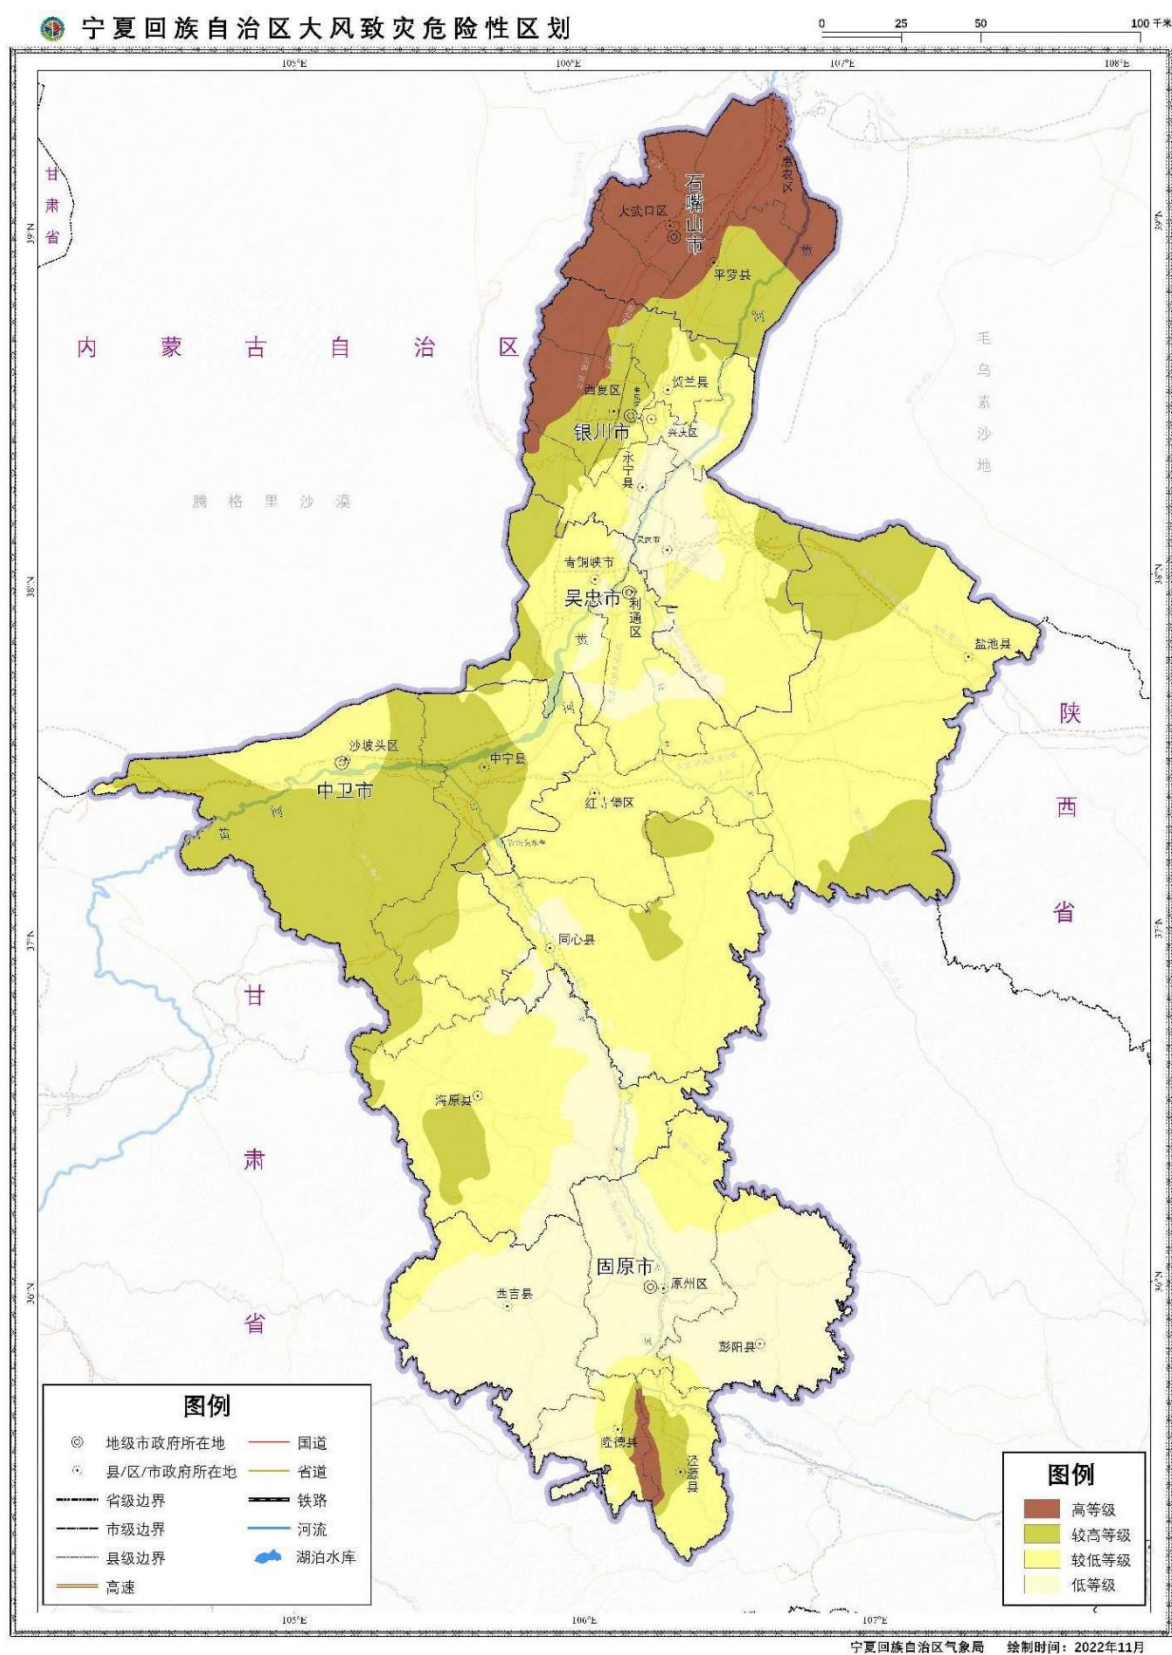 宁夏回族自治区大风致灾危险性区划
0 25 50 100 千米
105°E 106°E 107°E 108°E
39°N
39°N
甘肃省
惠农区
石嘴山市
大武口区
平罗县
黄
河
内蒙古自治区
毛乌素沙地
西夏区
贺兰县
银川市
兴庆区
永宁县
腾格里沙漠
灵武市
青铜峡市
38°N
38°N
吴忠市
利通区
黄
河
盐池县
陕西省
沙坡头区
中卫市
中宁县
红寺堡区
黄
河
37°N
37°N
同心县
甘肃省
海原县
36°N
36°N
固原市
原州区
西吉县
彭阳县
隆德县
泾源县
图例
地级市政府所在地
国道
县/区/市政府所在地
省道
省级边界
铁路
市级边界
河流
县级边界
湖泊水库
高速
图例
高等级
较高等级
较低等级
低等级
105°E 106°E 107°E
宁夏回族自治区气象局 绘制时间：2022年11月